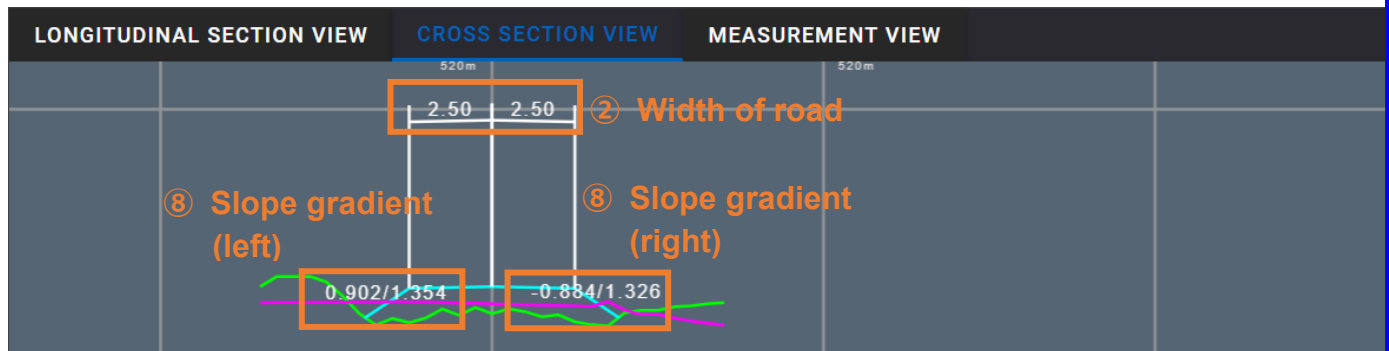 LONGITUDINAL SECTION VIEW CROSS SECTION VIEW MEASUREMENT VIEW
520m 520m
2.50 2.50 ② Width of road
⑧ Slope gradient
(left)
⑧ Slope gradient
(right)
0.902/1.354 -0.884/1.326